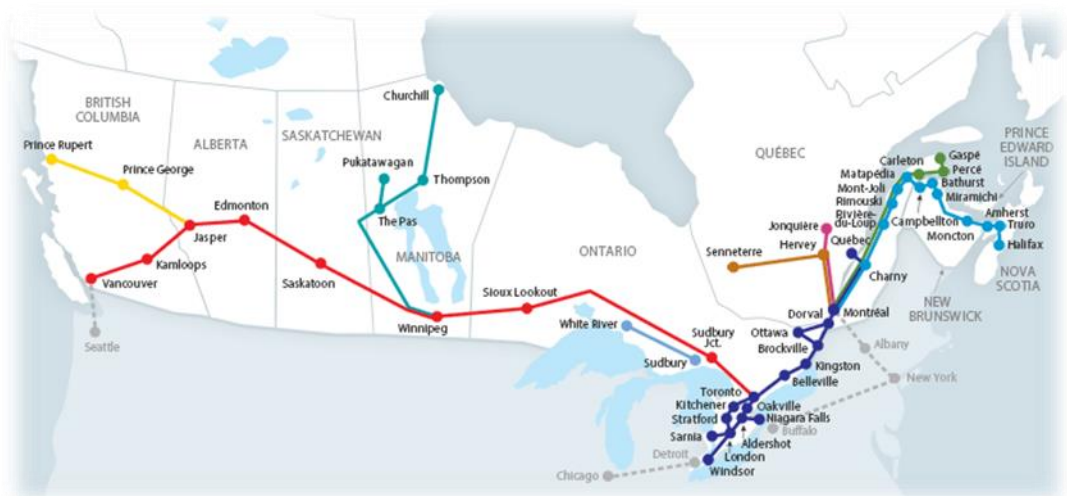 BRITISH
COLUMBIA
ALBERTA
SASKATCHEWAN
MANITOBA
ONTARIO
QUÉBEC
PRINCE
EDWARD
ISLAND
NOVA
SCOTIA
NEW
BRUNSWICK
Prince Rupert
Prince George
Edmonton
Jasper
Kamloops
Vancouver
Seattle
Saskatoon
Churchill
Pukatawagan
Thompson
The Pas
Winnipeg
Sioux Lookout
White River
Sudbury
Sudbury
Jct.
Senneterre
Jonquière
Hervey
Québec
Charny
Carleton
Matapédia
Mont-Joli
Rimouski
Rivière-
du-Loup
Gaspé
Percé
Bathurst
Miramichi
Campbellton
Moncton
Amherst
Truro
Halifax
Dorval
Montréal
Ottawa
Brockville
Kingston
Belleville
Toronto
Kitchener
Oakville
Stratford
Niagara Falls
Sarnia
Aldershot
London
Windsor
Albany
New York
Buffalo
Detroit
Chicago